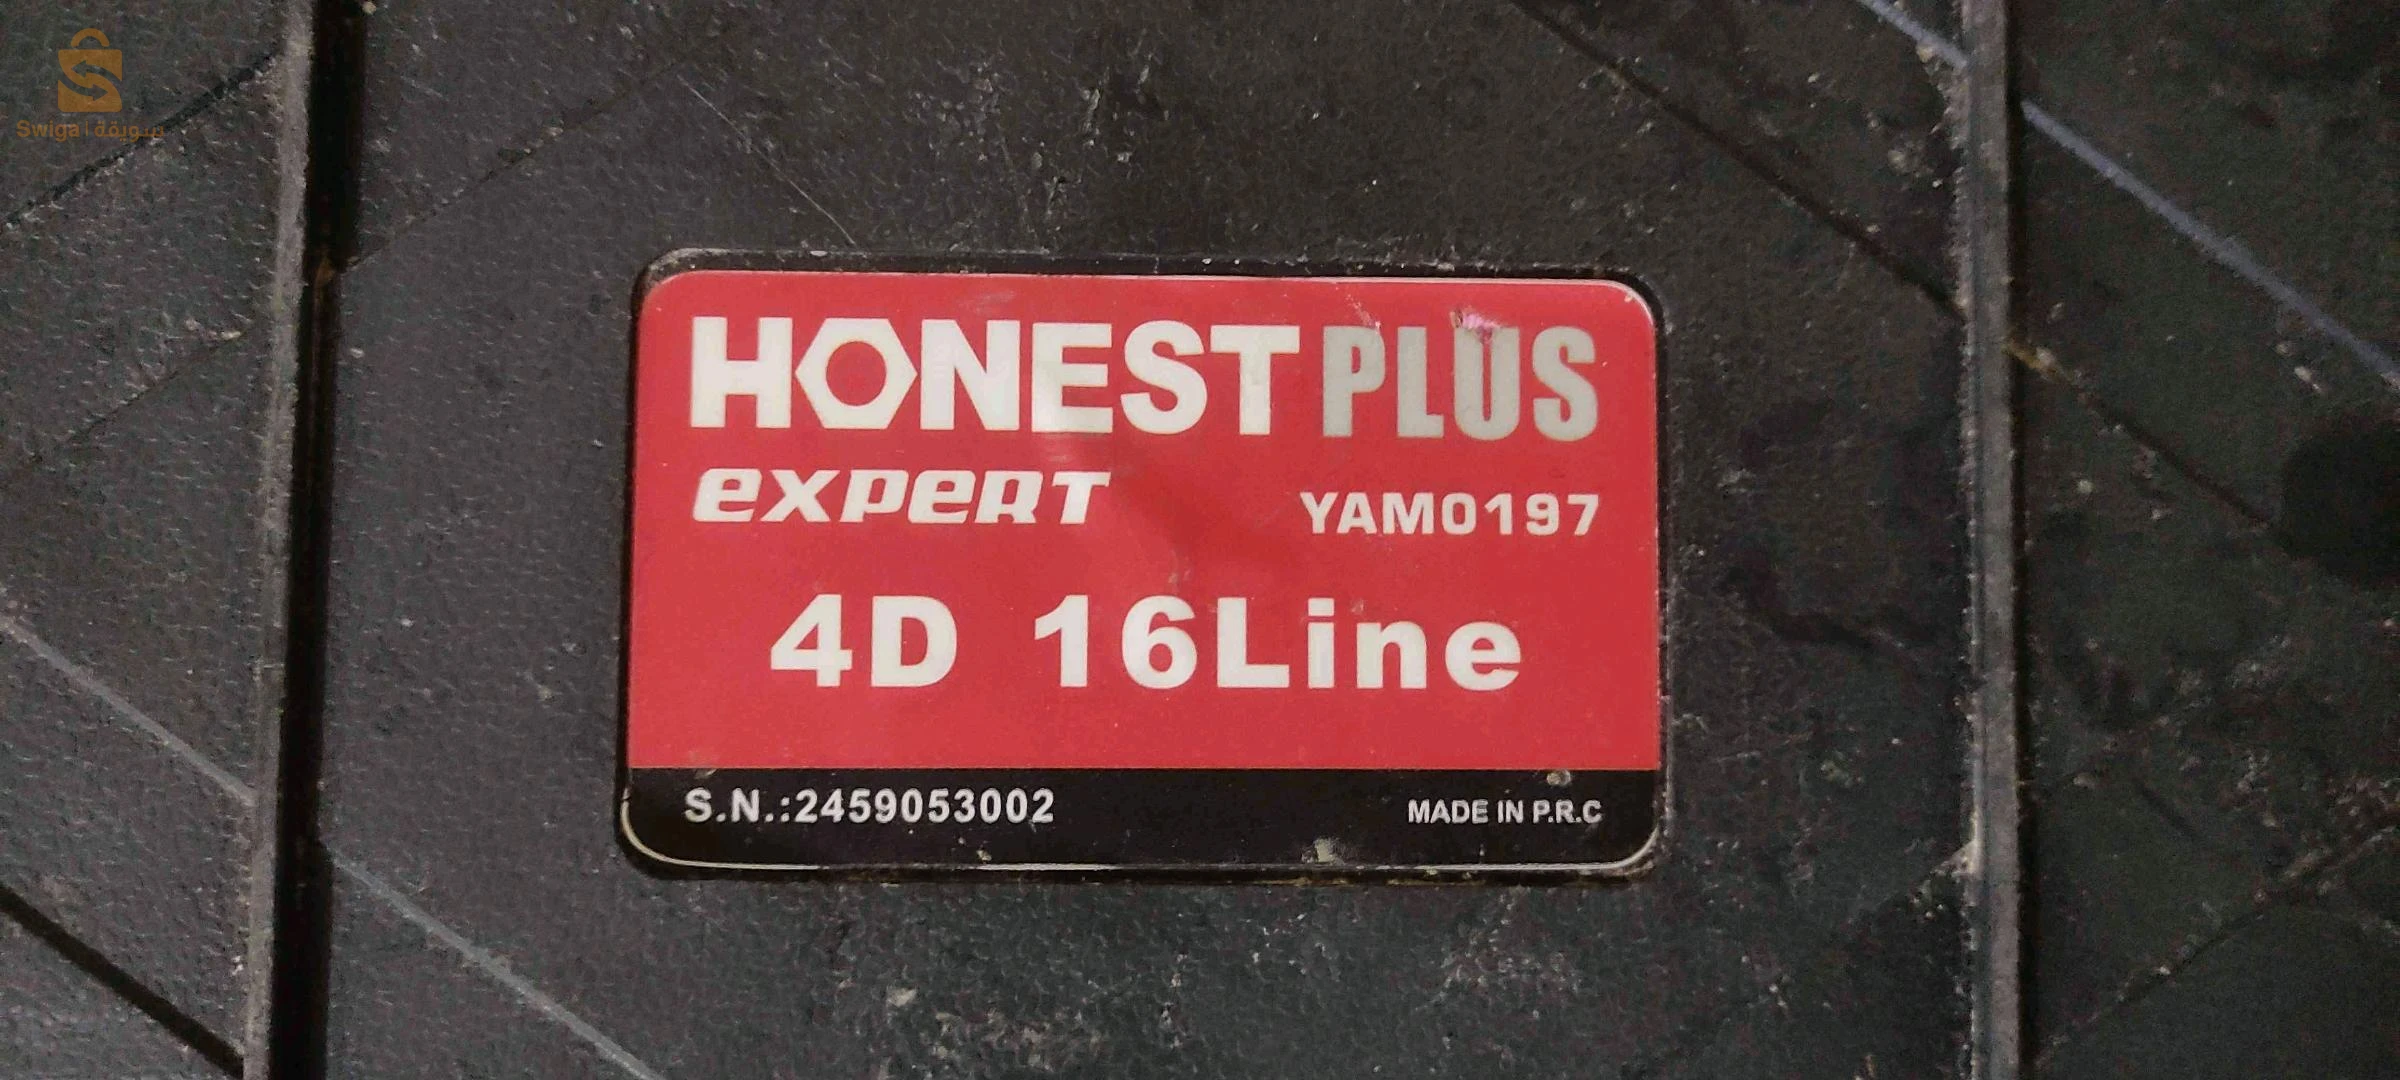 Swiga | سويقة
HONEST PLUS
expert YAM0197
4D 16Line
S.N.:2459053002 MADE IN P.R.C